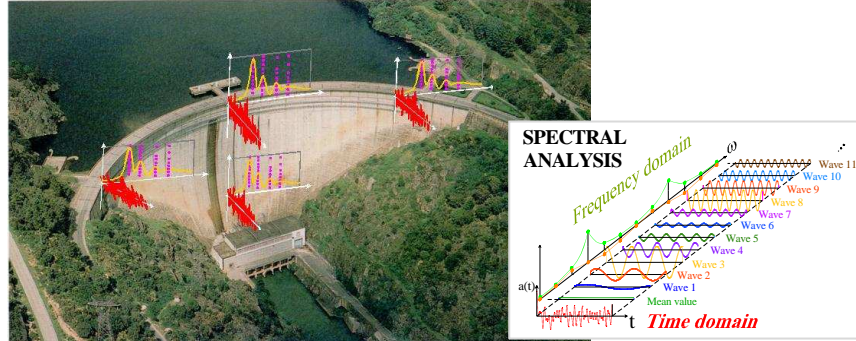 SPECTRAL
ANALYSIS
Frequency domain
ω
Wave 11
Wave 10
Wave 9
Wave 8
Wave 7
Wave 6
Wave 5
Wave 4
Wave 3
Wave 2
Wave 1
Mean value
a(t)
t
Time domain